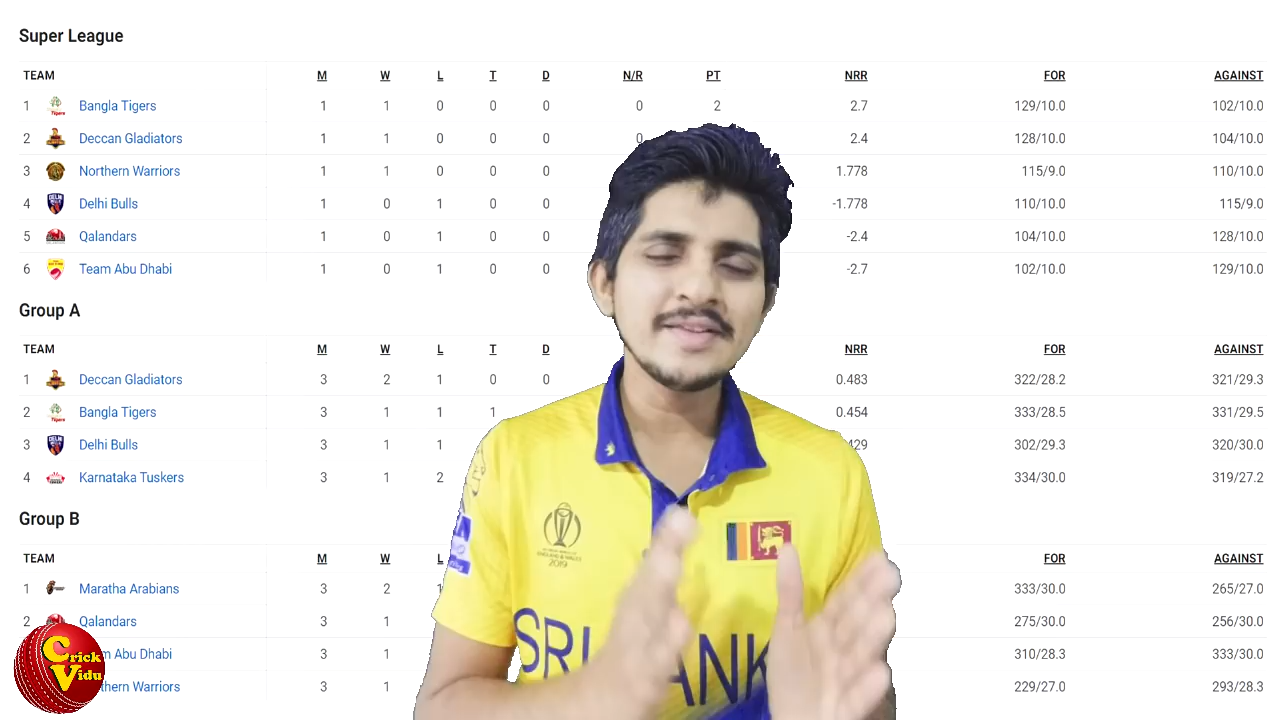 Super League
TEAM M W L T D N/R PT NRR FOR AGAINST
1 Bangla Tigers 1 1 0 0 0 0 2 2.7 129/10.0 102/10.0
2 Deccan Gladiators 1 1 0 0 0 0 2.4 128/10.0 104/10.0
3 Northern Warriors 1 1 0 0 0 1.778 115/9.0 110/10.0
4 Delhi Bulls 1 0 1 0 0 -1.778 110/10.0 115/9.0
5 Qalandars 1 0 1 0 0 -2.4 104/10.0 128/10.0
6 Team Abu Dhabi 1 0 1 0 0 -2.7 102/10.0 129/10.0
Group A
TEAM M W L T D NRR FOR AGAINST
1 Deccan Gladiators 3 2 1 0 0 0.483 322/28.2 321/29.3
2 Bangla Tigers 3 1 1 1 0.454 333/28.5 331/29.5
3 Delhi Bulls 3 1 1 429 302/29.3 320/30.0
4 Karnataka Tuskers 3 1 2 334/30.0 319/27.2
Group B
TEAM M W L FOR AGAINST
1 Maratha Arabians 3 2 1 333/30.0 265/27.0
2 Qalandars 3 1 275/30.0 256/30.0
Abu Dhabi 3 1 310/28.3 333/30.0
thern Warriors 3 1 229/27.0 293/28.3
Crick
Vidu
ENGLAND & WALES
2019
SRI ANK